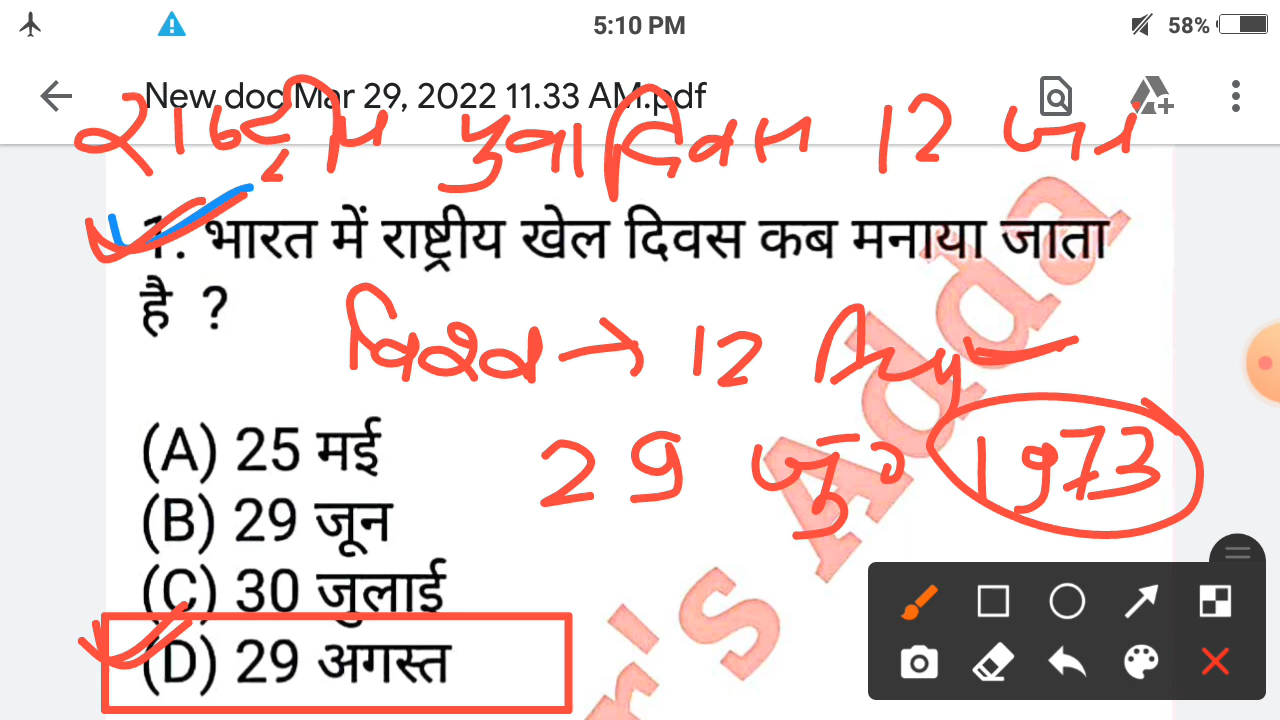 5:10 PM 58%
New doc Mar 29, 2022 11.33 AM.pdf
राष्ट्रीय युवा दिवस 12 जन
1. भारत में राष्ट्रीय खेल दिवस कब मनाया जाता
है ?
विश्व → 12
(A) 25 मई
29 जून 1973
(B) 29 जून
(C) 30 जुलाई
(D) 29 अगस्त
r's Adda